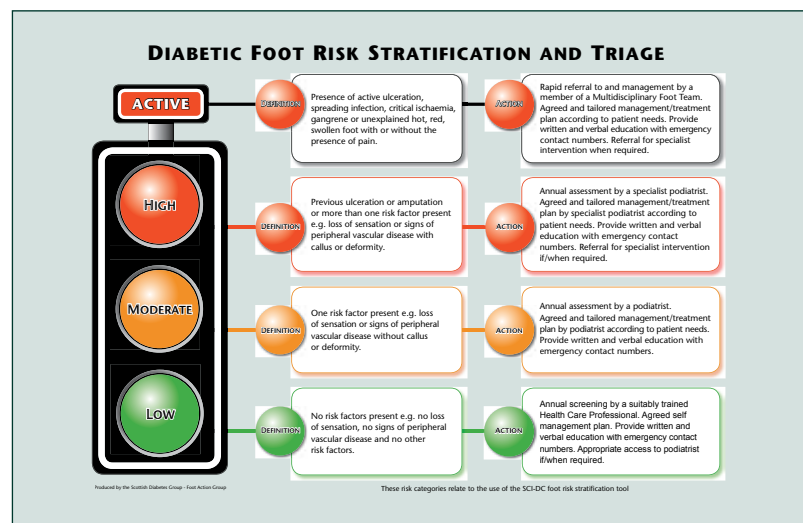 DIABETIC FOOT RISK STRATIFICATION AND TRIAGE
ACTIVE
DEFINITION
Presence of active ulceration,
spreading infection, critical ischaemia,
gangrene or unexplained hot, red,
swollen foot with or without the
presence of pain.
ACTION
Rapid referral to and management by a
member of a Multidisciplinary Foot Team.
Agreed and tailored management/treatment
plan according to patient needs. Provide
written and verbal education with emergency
contact numbers. Referral for specialist
intervention when required.
HIGH
DEFINITION
Previous ulceration or amputation
or more than one risk factor present
e.g. loss of sensation or signs of
peripheral vascular disease with
callus or deformity.
ACTION
Annual assessment by a specialist podiatrist.
Agreed and tailored management/treatment
plan by specialist podiatrist according to
patient needs. Provide written and verbal
education with emergency contact
numbers. Referral for specialist intervention
if/when required.
MODERATE
DEFINITION
One risk factor present e.g. loss
of sensation or signs of peripheral
vascular disease without callus
or deformity.
ACTION
Annual assessment by a podiatrist.
Agreed and tailored management/treatment
plan by podiatrist according to patient needs.
Provide written and verbal education with
emergency contact numbers.
LOW
DEFINITION
No risk factors present e.g. no loss
of sensation, no signs of peripheral
vascular disease and no other
risk factors.
ACTION
Annual screening by a suitably trained
Health Care Professional. Agreed self
management plan. Provide written and
verbal education with emergency contact
numbers. Appropriate access to podiatrist
if/when required.
Produced by the Scottish Diabetes Group - Foot Action Group
These risk categories relate to the use of the SCI-DC foot risk stratification tool